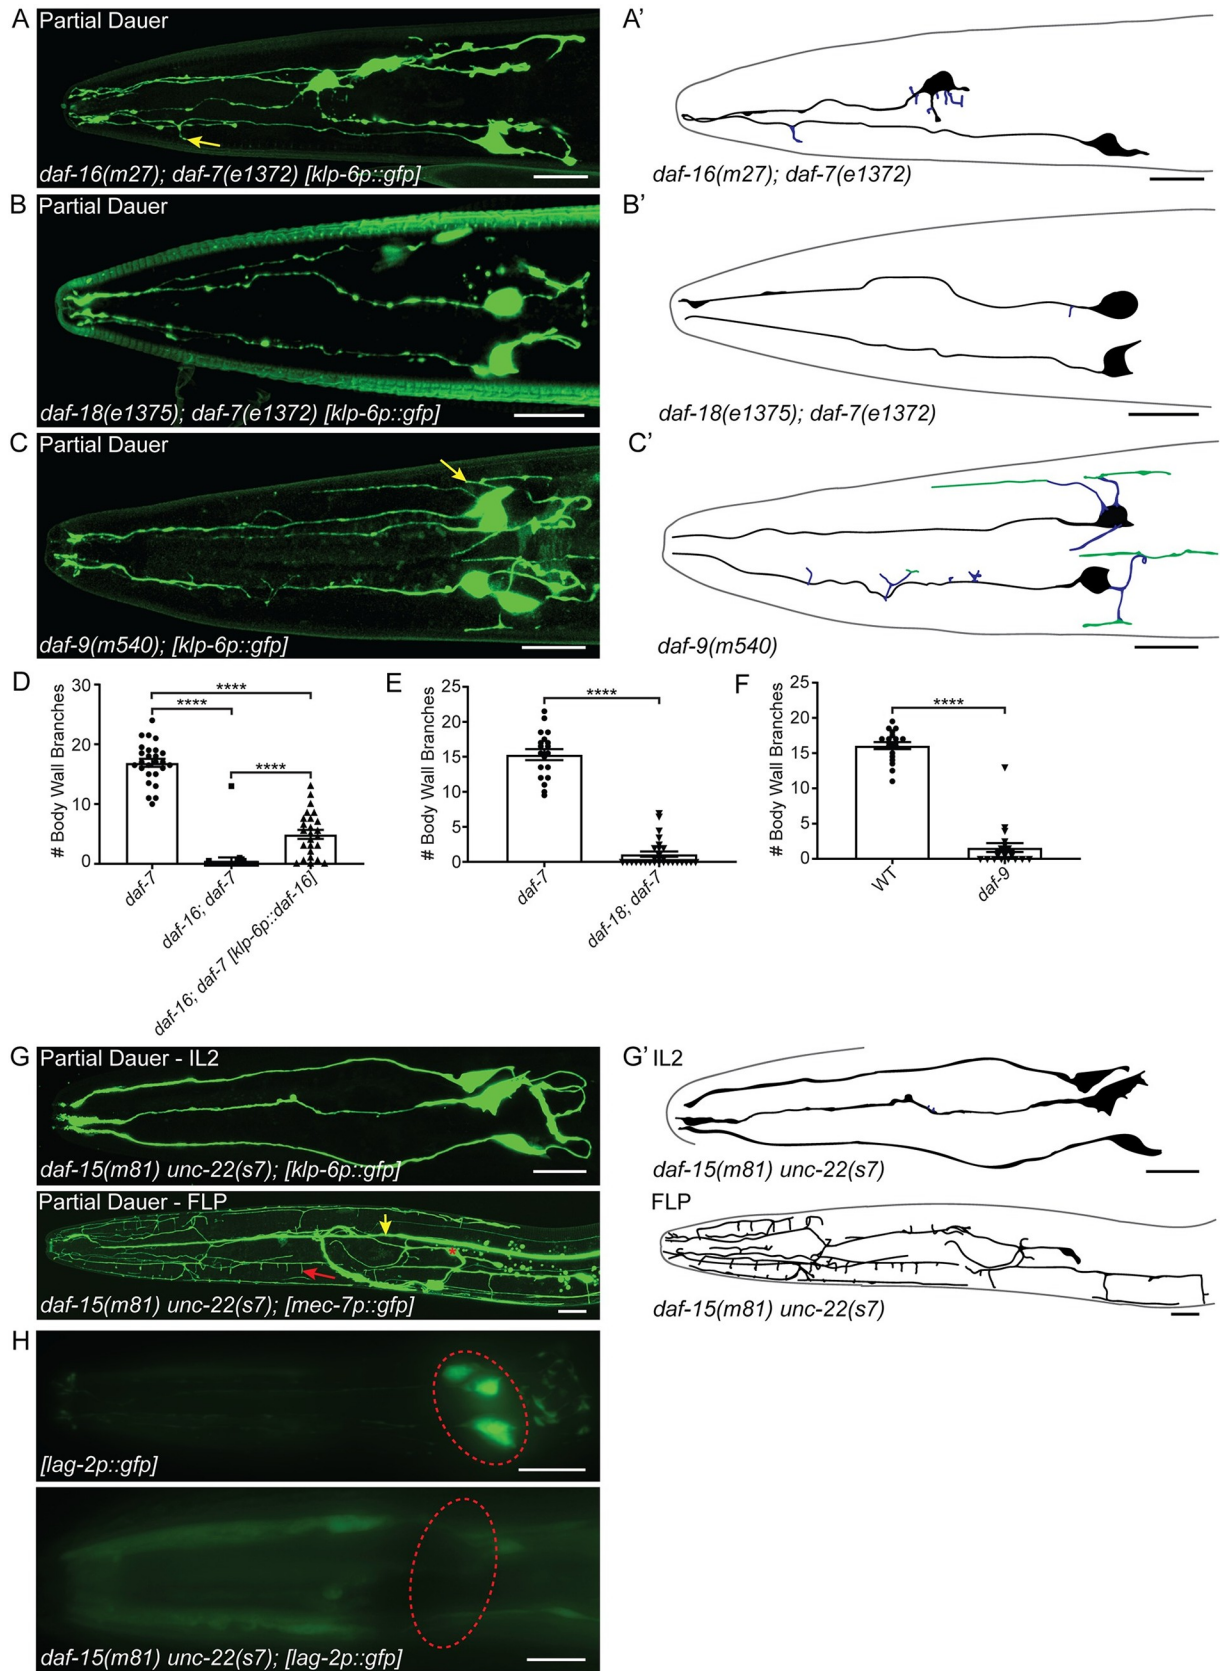 A Partial Dauer
daf-16(m27); daf-7(e1372) [klp-6p::gfp]
A'
daf-16(m27); daf-7(e1372)
B Partial Dauer
daf-18(e1375); daf-7(e1372) [klp-6p::gfp]
B'
daf-18(e1375); daf-7(e1372)
C Partial Dauer
daf-9(m540); [klp-6p::gfp]
C'
daf-9(m540)
D
# Body Wall Branches
30
20
10
0
****
****
****
daf-7
daf-16; daf-7
daf-16; daf-7 [klp-6p::daf-16]
E
# Body Wall Branches
25
20
15
10
5
0
****
daf-7
daf-18; daf-7
F
# Body Wall Branches
25
20
15
10
5
0
****
WT
daf-9
G Partial Dauer - IL2
daf-15(m81) unc-22(s7); [klp-6p::gfp]
G' IL2
daf-15(m81) unc-22(s7)
Partial Dauer - FLP
*
daf-15(m81) unc-22(s7); [mec-7p::gfp]
FLP
daf-15(m81) unc-22(s7)
H
[lag-2p::gfp]
daf-15(m81) unc-22(s7); [lag-2p::gfp]